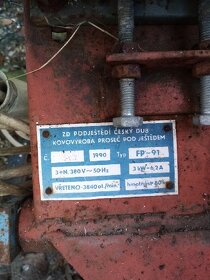 ZD PODJEŠTĚDÍ ČESKÝ DUB
KOVOVÝROBA PROSEČ POD JEŠTĚDEM
Č. 1990 TYP FP-91
3+N 380V~50Hz 3 kW-6,2A
VŘETENO-3840 ot./min. hmotnost